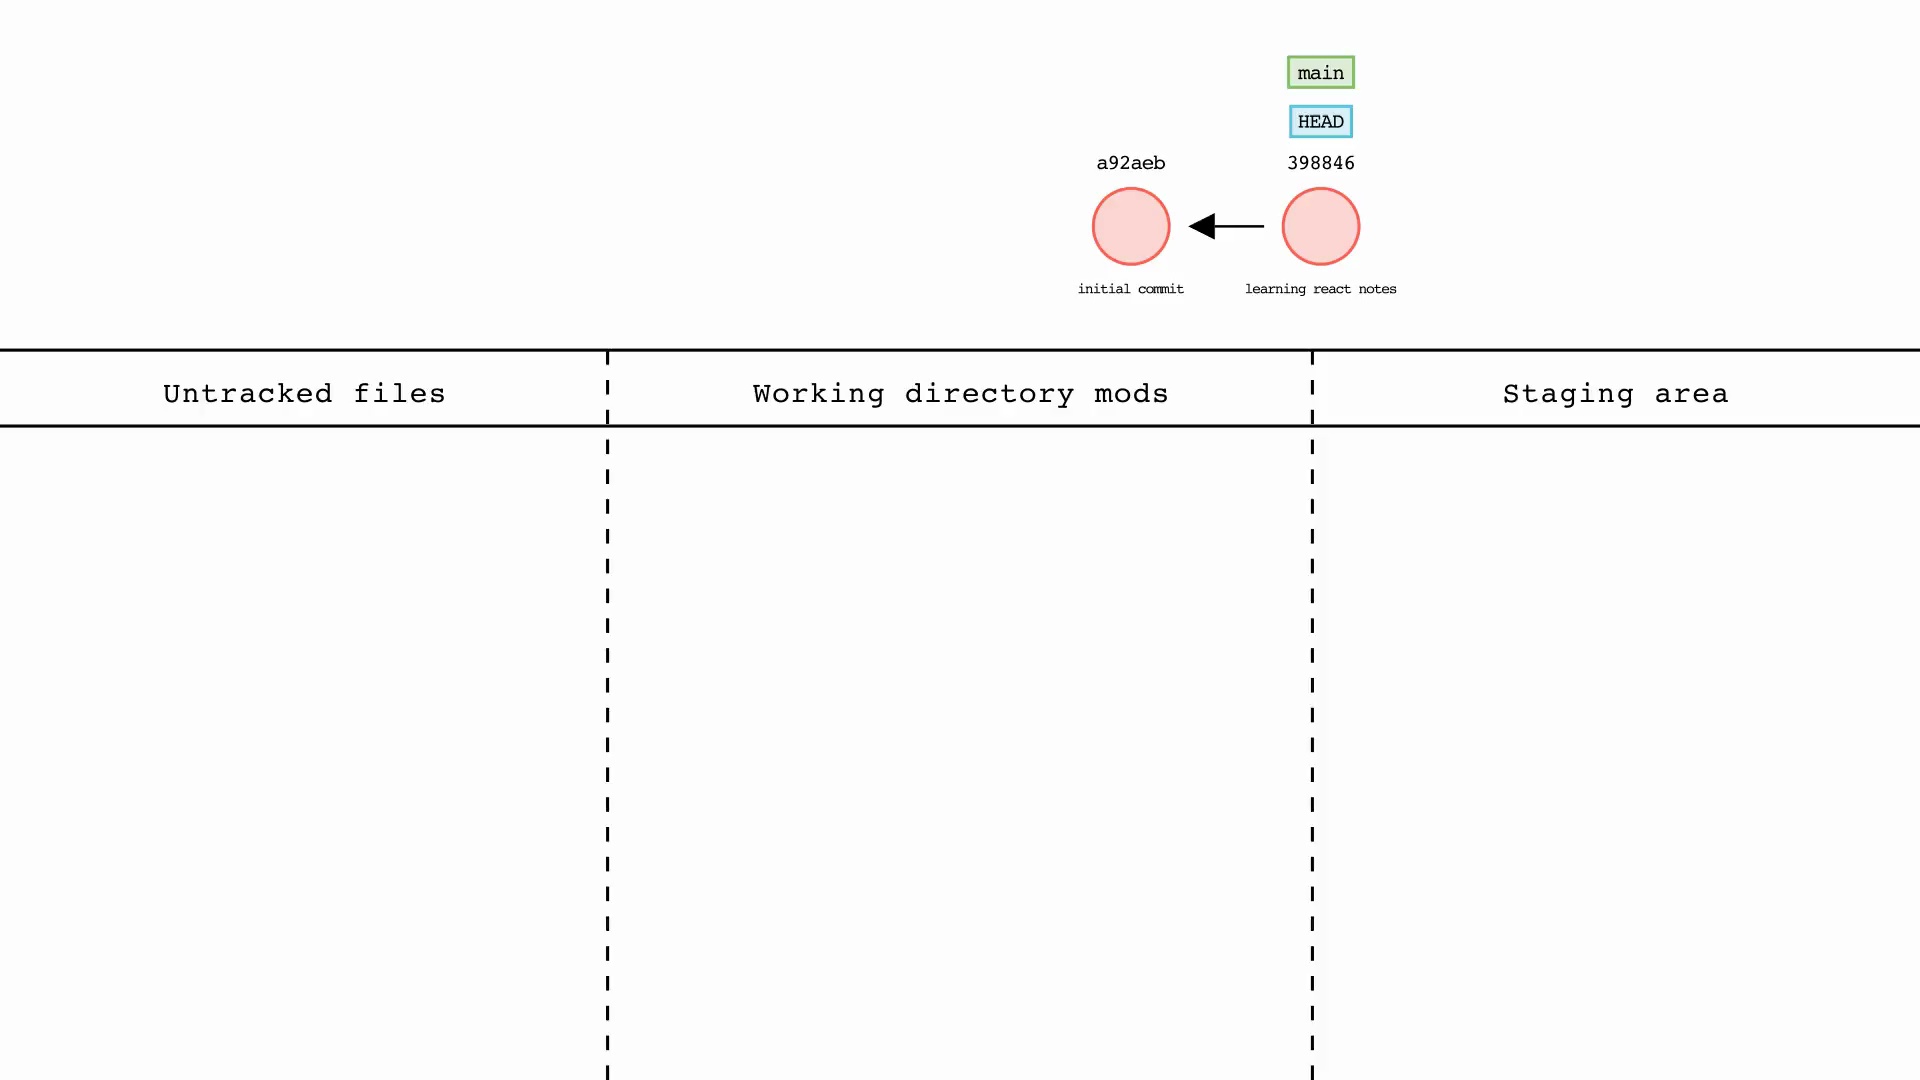 main
HEAD
a92aeb
398846
initial commit
learning react notes
Untracked files
Working directory mods
Staging area